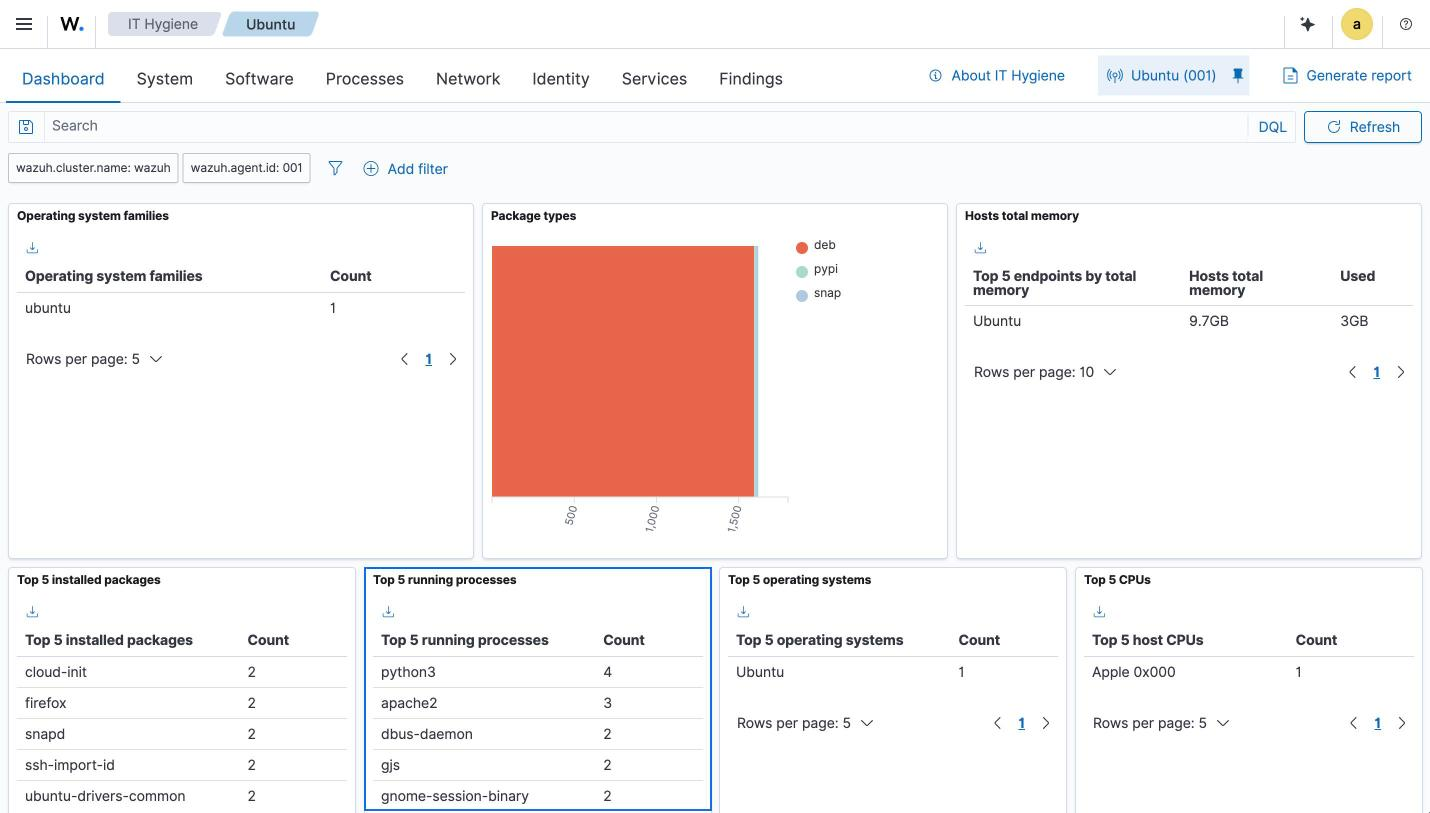 W.
IT Hygiene
Ubuntu
a
Dashboard
System
Software
Processes
Network
Identity
Services
Findings
About IT Hygiene
Ubuntu (001)
Generate report
Search
DQL
Refresh
wazuh.cluster.name: wazuh
wazuh.agent.id: 001
Add filter
Operating system families
Operating system families Count
ubuntu 1
Rows per page: 5
1
Package types
deb
pypi
snap
500
1,000
1,500
Hosts total memory
Top 5 endpoints by total memory Hosts total memory Used
Ubuntu 9.7GB 3GB
Rows per page: 10
1
Top 5 installed packages
Top 5 installed packages Count
cloud-init 2
firefox 2
snapd 2
ssh-import-id 2
ubuntu-drivers-common 2
Top 5 running processes
Top 5 running processes Count
python3 4
apache2 3
dbus-daemon 2
gjs 2
gnome-session-binary 2
Top 5 operating systems
Top 5 operating systems Count
Ubuntu 1
Rows per page: 5
1
Top 5 CPUs
Top 5 host CPUs Count
Apple 0x000 1
Rows per page: 5
1